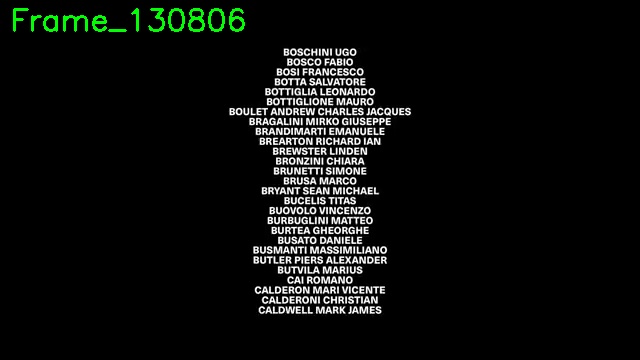 Frame_130806
BOSCHINI UGO
BOSCO FABIO
BOSI FRANCESCO
BOTTA SALVATORE
BOTTIGLIA LEONARDO
BOTTIGLIONE MAURO
BOULET ANDREW CHARLES JACQUES
BRAGALINI MIRKO GIUSEPPE
BRANDIMARTI EMANUELE
BREARTON RICHARD IAN
BREWSTER LINDEN
BRONZINI CHIARA
BRUNETTI SIMONE
BRUSA MARCO
BRYANT SEAN MICHAEL
BUCELIS TITAS
BUOVOLO VINCENZO
BURBUGLINI MATTEO
BURTEA GHEORGHE
BUSATO DANIELE
BUSMANTI MASSIMILIANO
BUTLER PIERS ALEXANDER
BUTVILA MARIUS
CAI ROMANO
CALDERON MARI VICENTE
CALDERONI CHRISTIAN
CALDWELL MARK JAMES